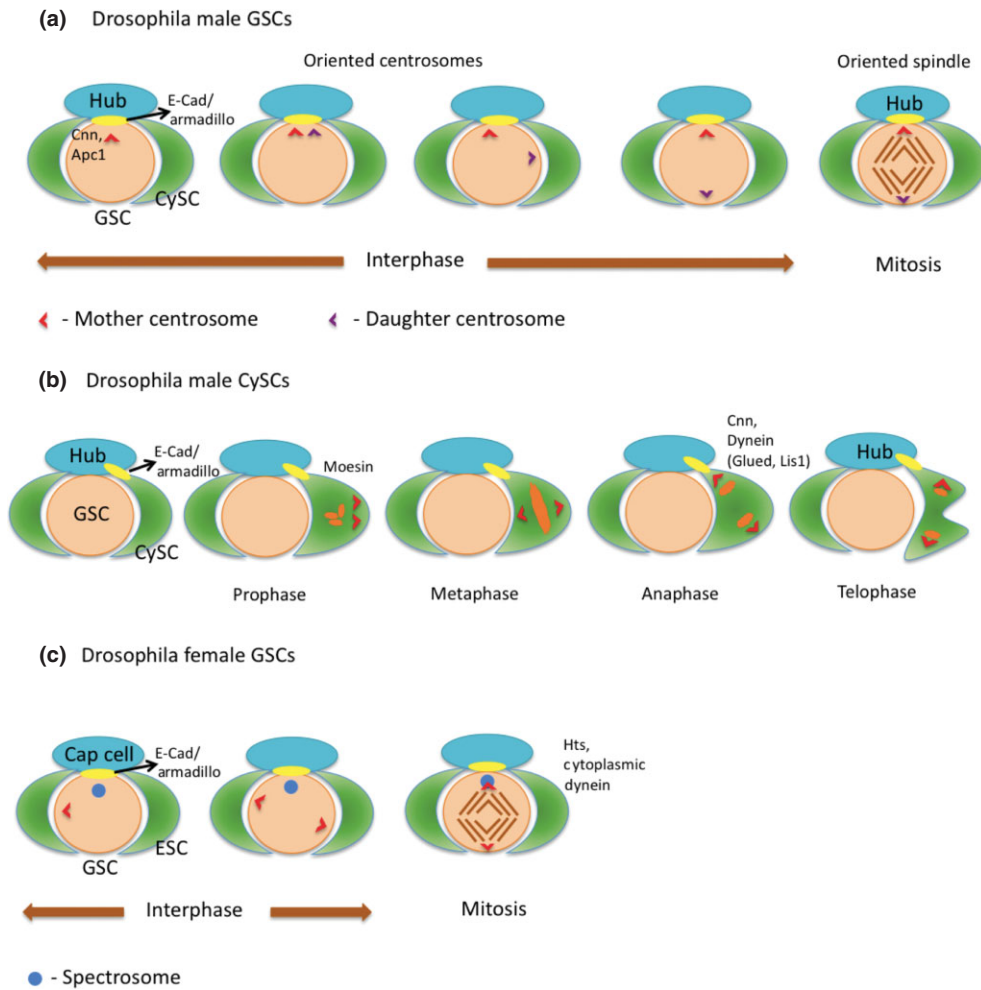 (a) Drosophila male GSCs
Oriented centrosomes
Oriented spindle
Hub
E-Cad/
armadillo
Cnn,
Apc1
CySC
GSC
Hub
Interphase
Mitosis
- Mother centrosome
- Daughter centrosome
(b) Drosophila male CySCs
Hub
E-Cad/
armadillo
GSC
CySC
Moesin
Cnn,
Dynein
(Glued, Lis1)
Hub
Prophase
Metaphase
Anaphase
Telophase
(c) Drosophila female GSCs
Cap cell
E-Cad/
armadillo
ESC
GSC
Hts,
cytoplasmic
dynein
Interphase
Mitosis
- Spectrosome